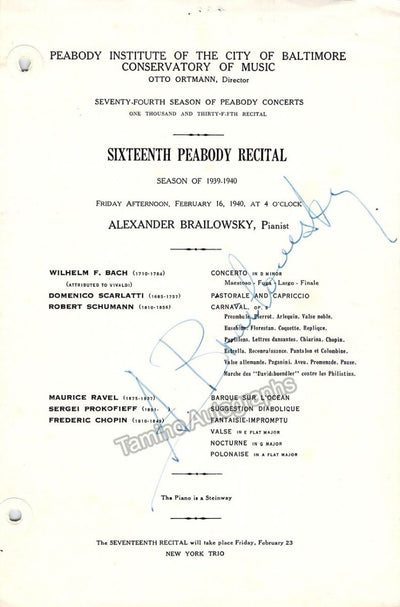 PEABODY INSTITUTE OF THE CITY OF BALTIMORE
CONSERVATORY OF MUSIC
OTTO ORTMANN, Director
SEVENTY-FOURTH SEASON OF PEABODY CONCERTS
ONE THOUSAND AND THIRTY-FIFTH RECITAL
SIXTEENTH PEABODY RECITAL
SEASON OF 1939-1940
FRIDAY AFTERNOON, FEBRUARY 16, 1940, AT 4 O'CLOCK
ALEXANDER BRAILOWSKY, Pianist
WILHELM F. BACH (1710-1784) CONCERTO IN D MINOR
(ATTRIBUTED TO VIVALDI) Maestoso - Fuga - Largo - Finale
DOMENICO SCARLATTI (1685-1757) PASTORALE AND CAPRICCIO
ROBERT SCHUMANN (1810-1856) CARNAVAL, OP. 9
Preambule. Pierrot. Arlequin. Valse noble.
Eusebius. Florestan. Coquette. Replique.
Papillons. Lettres dansantes. Chiarina. Chopin.
Estrella. Reconnaissance. Pantalon et Colombine.
Valse allemande. Paganini. Aveu. Promenade. Pause.
Marche des "Davidsbuendler" contre les Philistins.
MAURICE RAVEL (1875-1937) BARQUE SUR L'OCEAN
SERGEI PROKOFIEFF (1891- ) SUGGESTION DIABOLIQUE
FREDERIC CHOPIN (1810-1849) FANTAISIE-IMPROMPTU
VALSE IN E FLAT MAJOR
NOCTURNE IN G MAJOR
POLONAISE IN A FLAT MAJOR
A. Brailowsky
Tamino Autographs
The Piano is a Steinway
The SEVENTEENTH RECITAL will take place Friday, February 23
NEW YORK TRIO